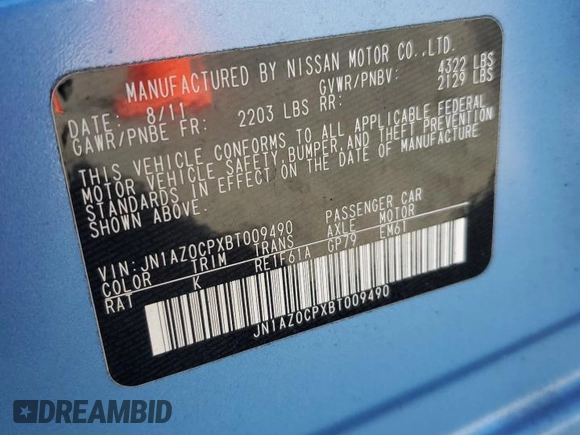 MANUFACTURED BY NISSAN MOTOR CO.,LTD.
DATE: 8/11 GVWR/PNBV: 4322 LBS
GAWR/PNBE FR: 2203 LBS RR: 2129 LBS
THIS VEHICLE CONFORMS TO ALL APPLICABLE FEDERAL
MOTOR VEHICLE SAFETY,BUMPER,AND THEFT PREVENTION
STANDARDS IN EFFECT ON THE DATE OF MANUFACTURE
SHOWN ABOVE.
VIN: JN1AZ0CPXBT009490 PASSENGER CAR
COLOR TRIM TRANS AXLE MOTOR
RAT K RE1F61A GP79 EM61
JN1AZ0CPXBT009490
DREAMBID